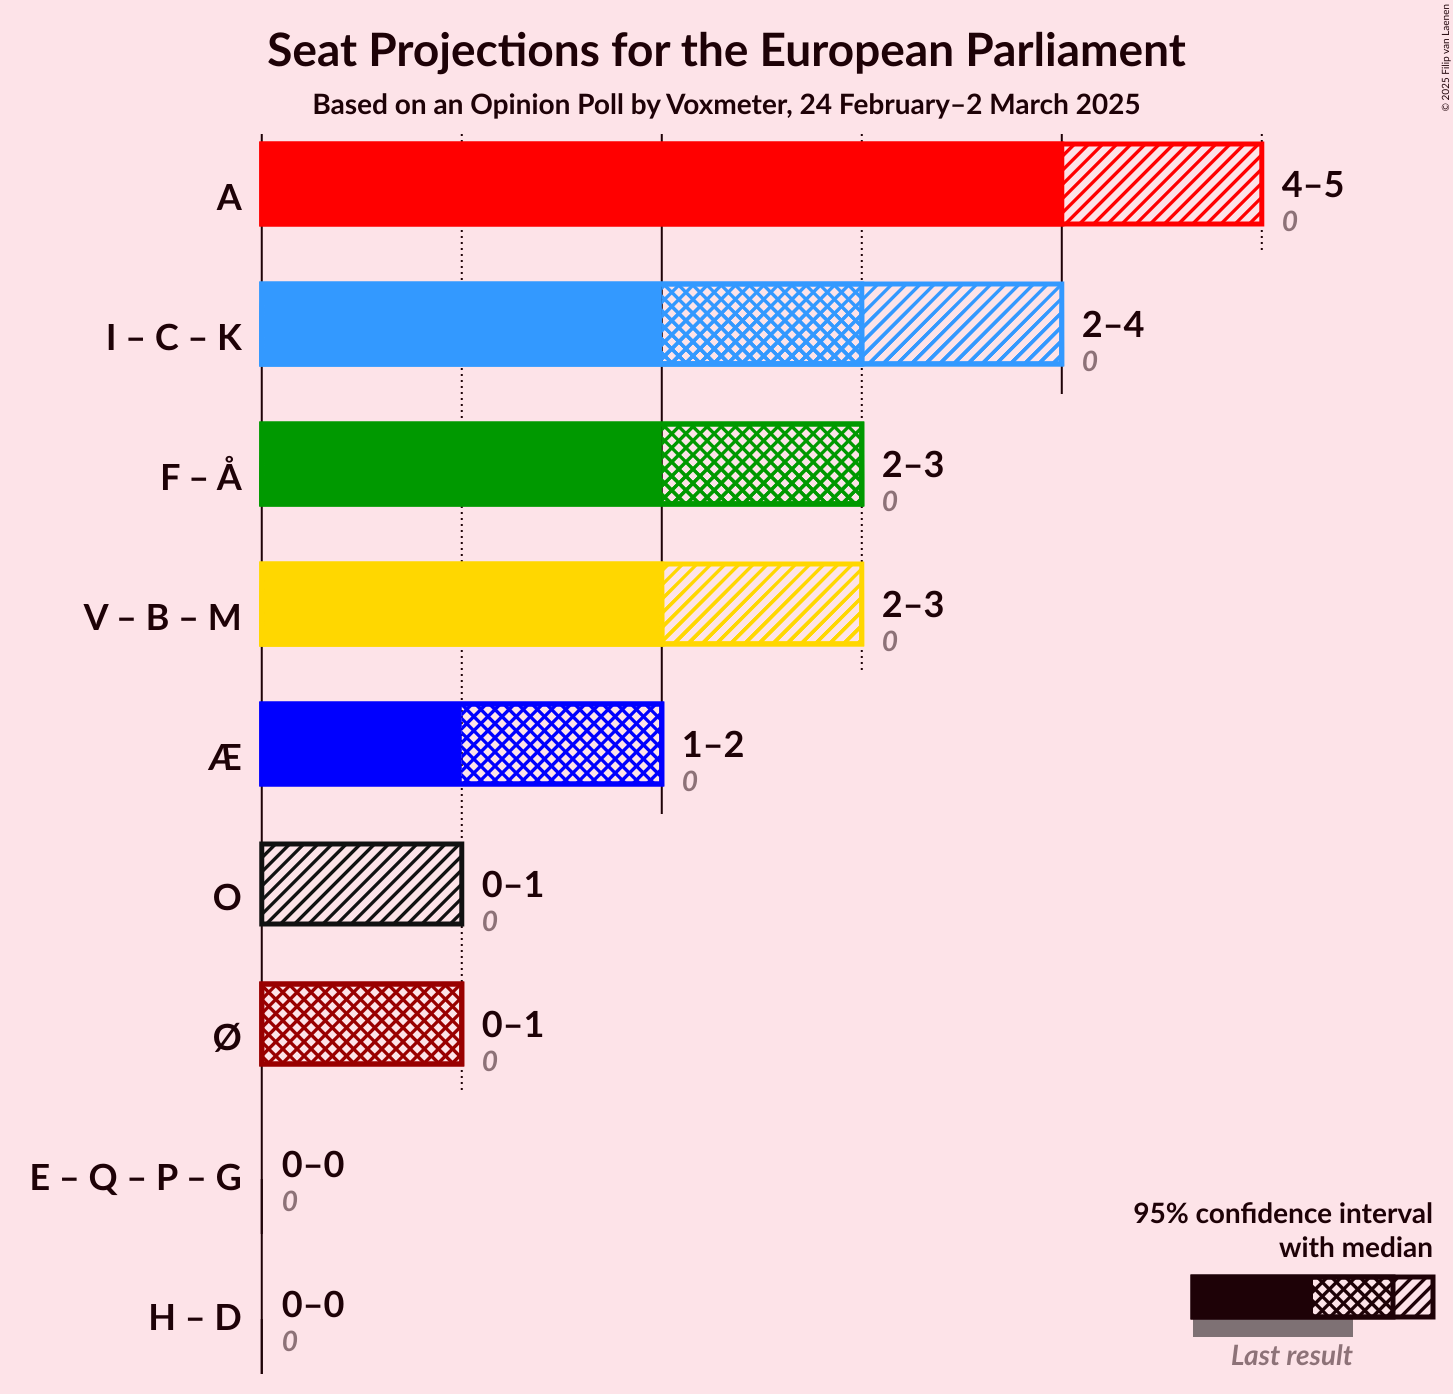 Seat Projections for the European Parliament
Based on an Opinion Poll by Voxmeter, 24 February–2 March 2025
© 2025 Filip van Laenen
A
4–5
0
I – C – K
2–4
0
F – Å
2–3
0
V – B – M
2–3
0
Æ
1–2
0
O
0–1
0
Ø
0–1
0
E – Q – P – G
0–0
0
H – D
0–0
0
95% confidence interval
with median
Last result